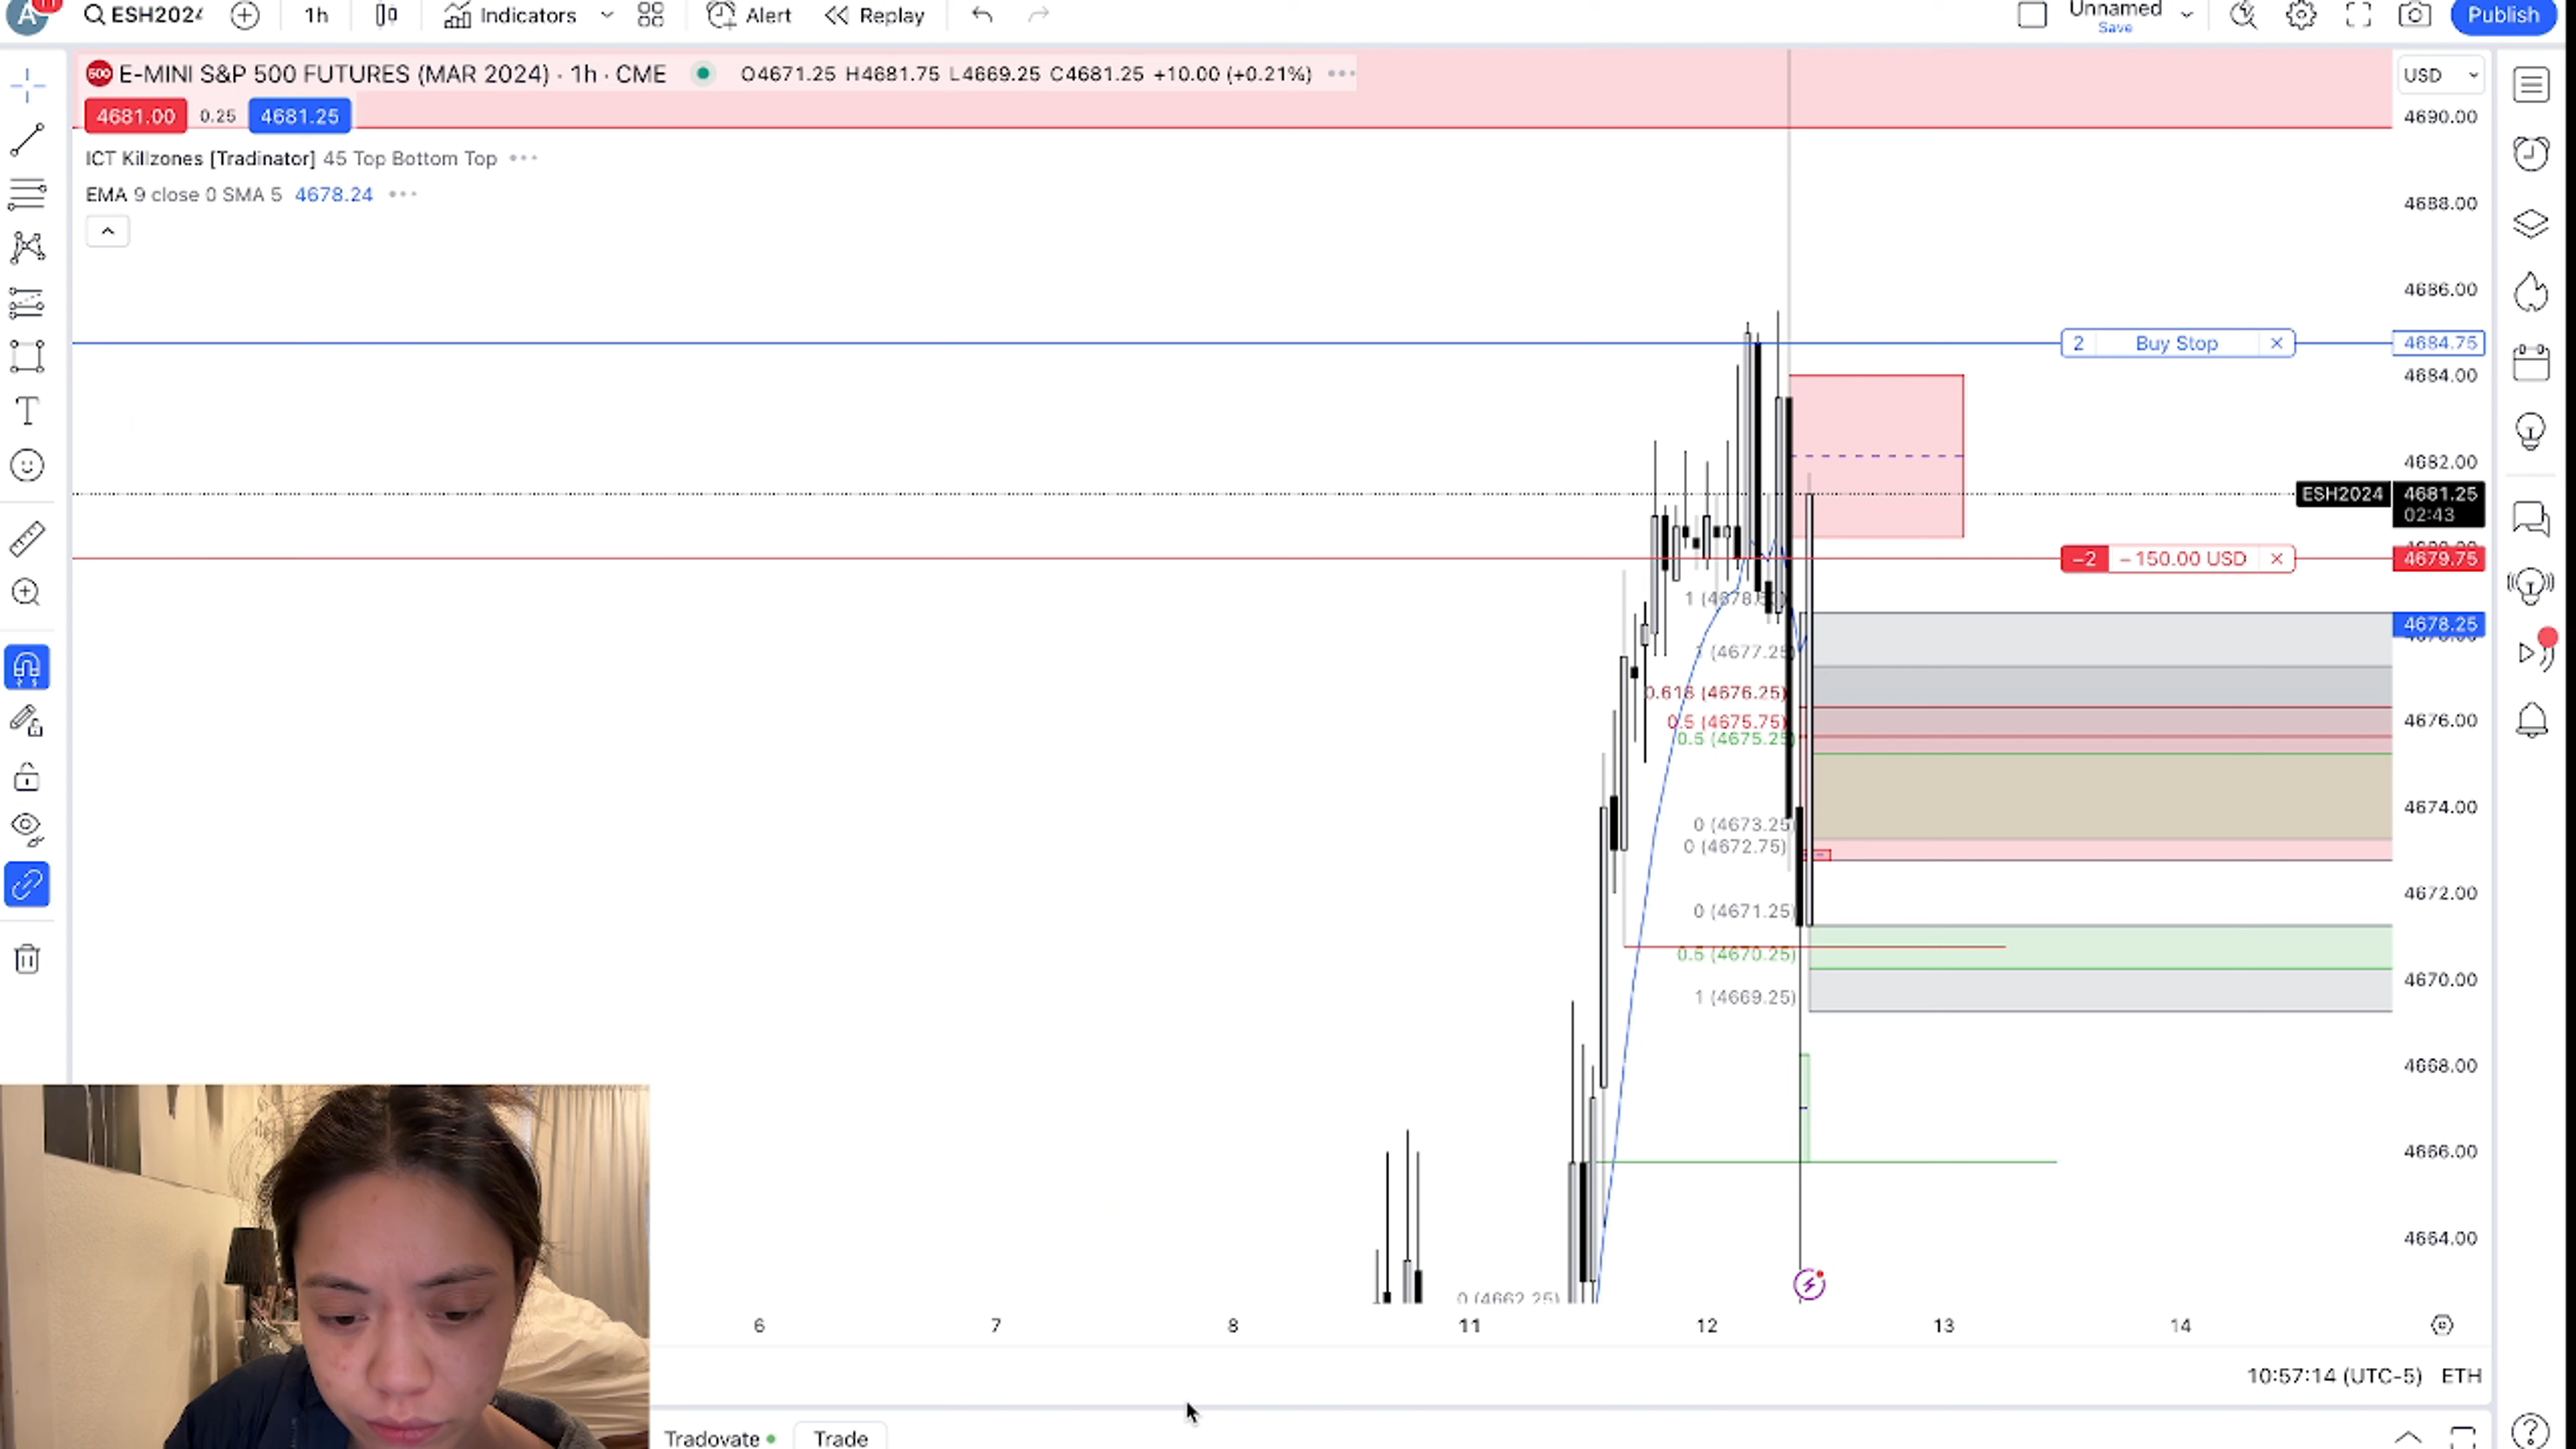 A 11 ESH2024 1h Indicators Alert Replay Unnamed Save Publish
500 E-MINI S&P 500 FUTURES (MAR 2024) · 1h · CME O4671.25 H4681.75 L4669.25 C4681.25 +10.00 (+0.21%) USD
4690.00
4681.00 0.25 4681.25
ICT Killzones [Tradinator] 45 Top Bottom Top
EMA 9 close 0 SMA 5 4678.24
4688.00
4686.00
2 Buy Stop × 4684.75
4684.00
4682.00
ESH2024 4681.25
02:43
-2 -150.00 USD × 4679.75
4678.25
1 (4677.25)
0.618 (4676.25)
0.5 (4675.75) 4676.00
0.5 (4675.25)
4674.00
0 (4673.25)
0 (4672.75)
4672.00
0 (4671.25)
0.5 (4670.25)
4670.00
1 (4669.25)
4668.00
4666.00
4664.00
0 (4662.25)
6 7 8 11 12 13 14
10:57:14 (UTC-5) ETH
Tradovate Trade